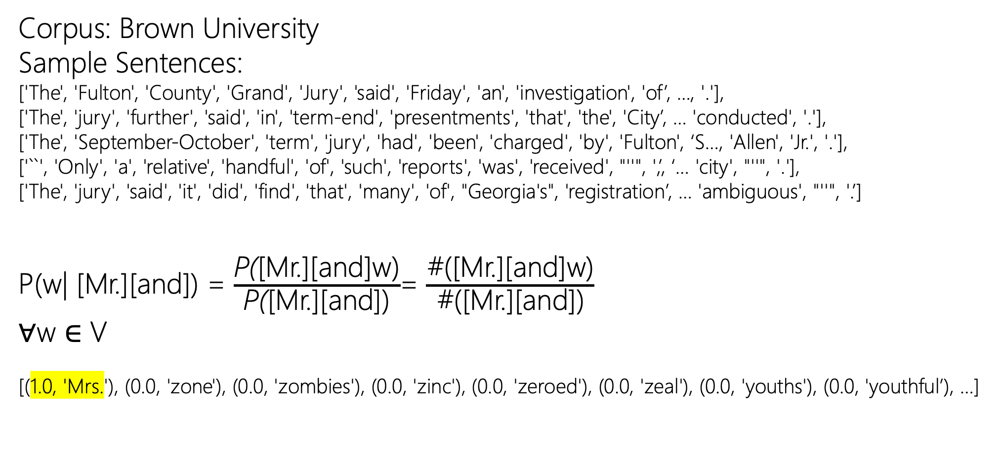 Corpus: Brown University
Sample Sentences:
['The', 'Fulton', 'County', 'Grand', 'Jury', 'said', 'Friday', 'an', 'investigation', 'of’, ..., '.'],
['The', 'jury', 'further', 'said', 'in', 'term-end', 'presentments', 'that', 'the', 'City’, ... 'conducted', '.'],
['The', 'September-October', 'term', 'jury', 'had', 'been', 'charged', 'by', 'Fulton', ‘S..., 'Allen', 'Jr.', '.'],
['``', 'Only', 'a', 'relative', 'handful', 'of', 'such', 'reports', 'was', 'received', "''", ',’, ‘... 'city', "''", '.'],
['The', 'jury', 'said', 'it', 'did', 'find', 'that', 'many', 'of', "Georgia's", 'registration’, ... 'ambiguous', "''", '.’]
P(w| [Mr.][and]) = P([Mr.][and]w) / P([Mr.][and]) = #([Mr.][and]w) / #([Mr.][and])
∀w ∈ V
[(1.0, 'Mrs.'), (0.0, 'zone'), (0.0, 'zombies'), (0.0, 'zinc'), (0.0, 'zeroed'), (0.0, 'zeal'), (0.0, 'youths'), (0.0, 'youthful’), ...]